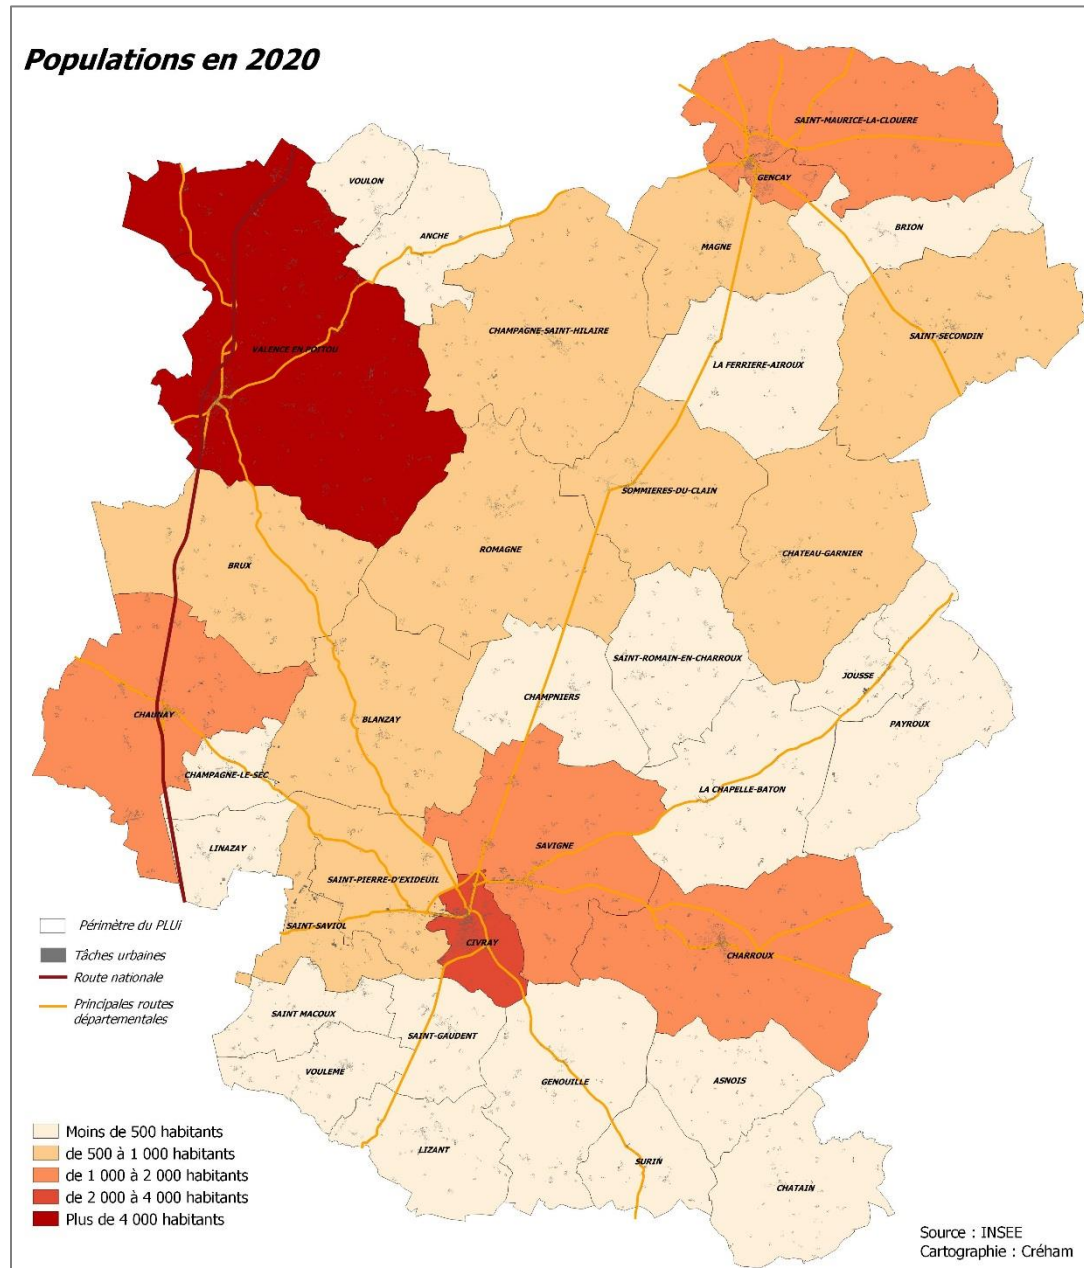 Populations en 2020
SAINT-MAURICE-LA-CLOUERE
VOULON
GENCAY
BRION
ANCHE
MAGNE
CHAMPAGNE-SAINT-HILAIRE
SAINT-SECONDIN
VALENCE EN POITOU
LA FERRIERE-AIROUX
SOMMIERES-DU-CLAIN
ROMAGNE
CHATEAU-GARNIER
BRUX
SAINT-ROMAIN-EN-CHARROUX
JOUSSE
CHAMPNIERS
CHAUNAY
BLANZAY
PAYROUX
CHAMPAGNE-LE-SEC
LA CHAPELLE-BATON
LINAZAY
SAVIGNE
SAINT-PIERRE-D'EXIDEUIL
SAINT-SAVIOL
CIVRAY
CHARROUX
Périmètre du PLUi
Tâches urbaines
Route nationale
Principales routes
départementales
SAINT MACOUX
SAINT-GAUDENT
VOULEME
GENOUILLE
ASNOIS
LIZANT
SURIN
CHATAIN
Moins de 500 habitants
de 500 à 1 000 habitants
de 1 000 à 2 000 habitants
de 2 000 à 4 000 habitants
Plus de 4 000 habitants
Source : INSEE
Cartographie : Créham